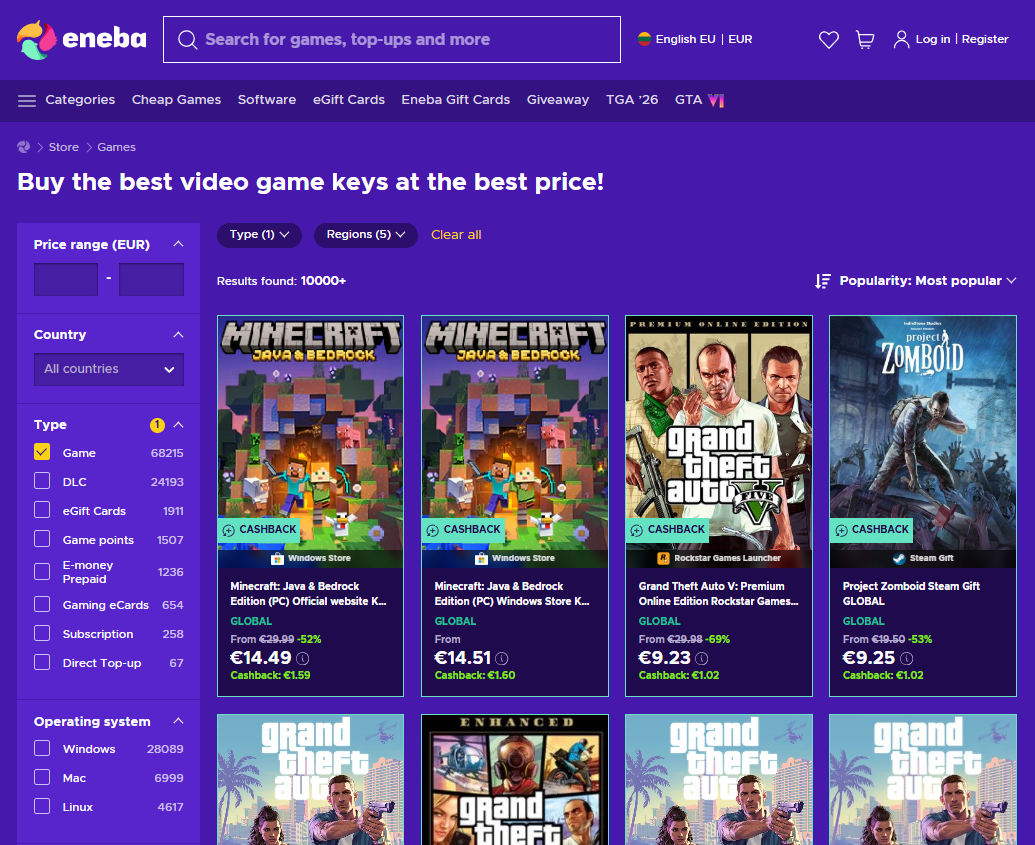 eneba
Search for games, top-ups and more
English EU | EUR
Log in | Register
Categories
Cheap Games
Software
eGift Cards
Eneba Gift Cards
Giveaway
TGA '26
GTA VI
Store
Games
Buy the best video game keys at the best price!
Price range (EUR)
-
Country
All countries
Type 1
Game 68215
DLC 24193
eGift Cards 1911
Game points 1507
E-money
Prepaid 1236
Gaming eCards 654
Subscription 258
Direct Top-up 67
Operating system
Windows 28089
Mac 6999
Linux 4617
Type (1)
Regions (5)
Clear all
Results found: 10000+
Popularity: Most popular
MINECRAFT
JAVA & BEDROCK
CASHBACK
Windows Store
Minecraft: Java & Bedrock
Edition (PC) Official website K...
GLOBAL
From €29.99 -52%
€14.49
Cashback: €1.59
MINECRAFT
JAVA & BEDROCK
CASHBACK
Windows Store
Minecraft: Java & Bedrock
Edition (PC) Windows Store K...
GLOBAL
From
€14.51
Cashback: €1.60
PREMIUM ONLINE EDITION
grand
theft
auto
V
FIVE
CASHBACK
R
Rockstar Games Launcher
Grand Theft Auto V: Premium
Online Edition Rockstar Games...
GLOBAL
From €29.98 -69%
€9.23
Cashback: €1.02
project
ZOMBOID
CASHBACK
Steam Gift
Project Zomboid Steam Gift
GLOBAL
From €19.50 -53%
€9.25
Cashback: €1.02
grand
theft
auto
ENHANCED
grand
theft
grand
theft
auto
grand
theft
auto